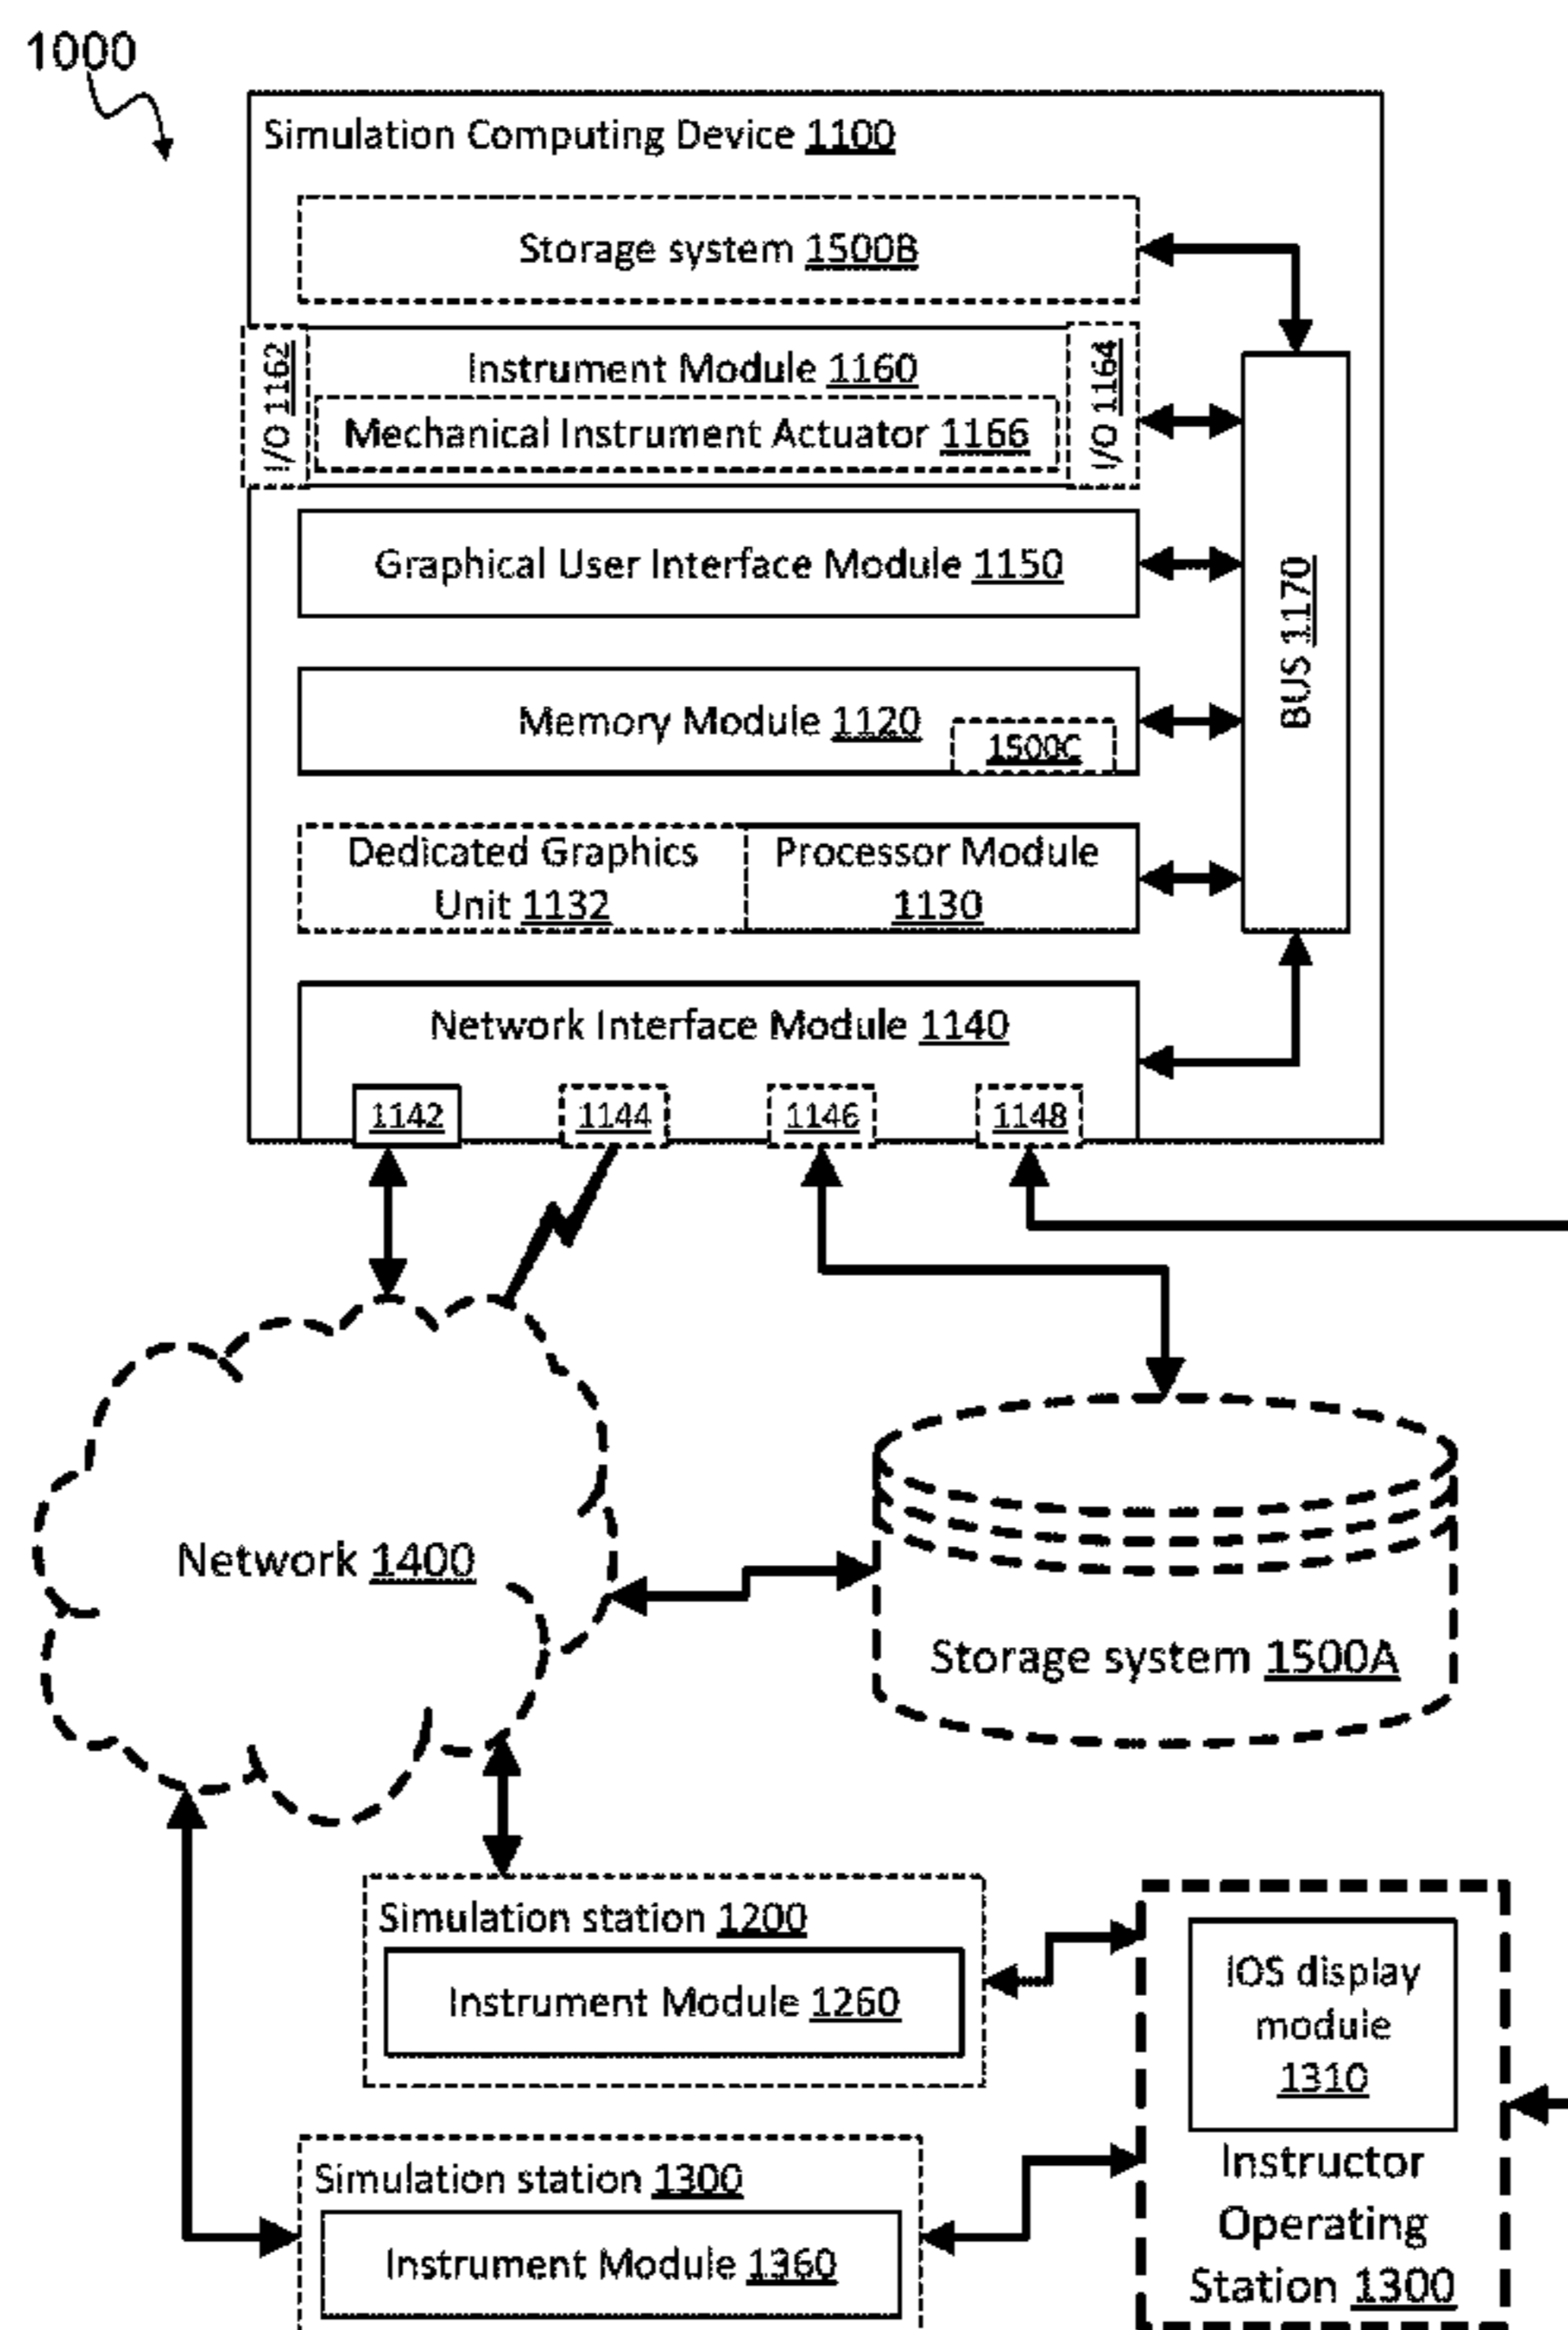 1000
Simulation Computing Device 1100
Storage system 1500B
I/O 1162
Instrument Module 1160
I/O 1164
Mechanical Instrument Actuator 1166
Graphical User Interface Module 1150
BUS 1170
Memory Module 1120
1500C
Dedicated Graphics
Unit 1132
Processor Module
1130
Network Interface Module 1140
1142
1144
1146
1148
Network 1400
Storage system 1500A
Simulation station 1200
Instrument Module 1260
IOS display
module
1310
Instructor
Operating
Station 1300
Simulation station 1300
Instrument Module 1360